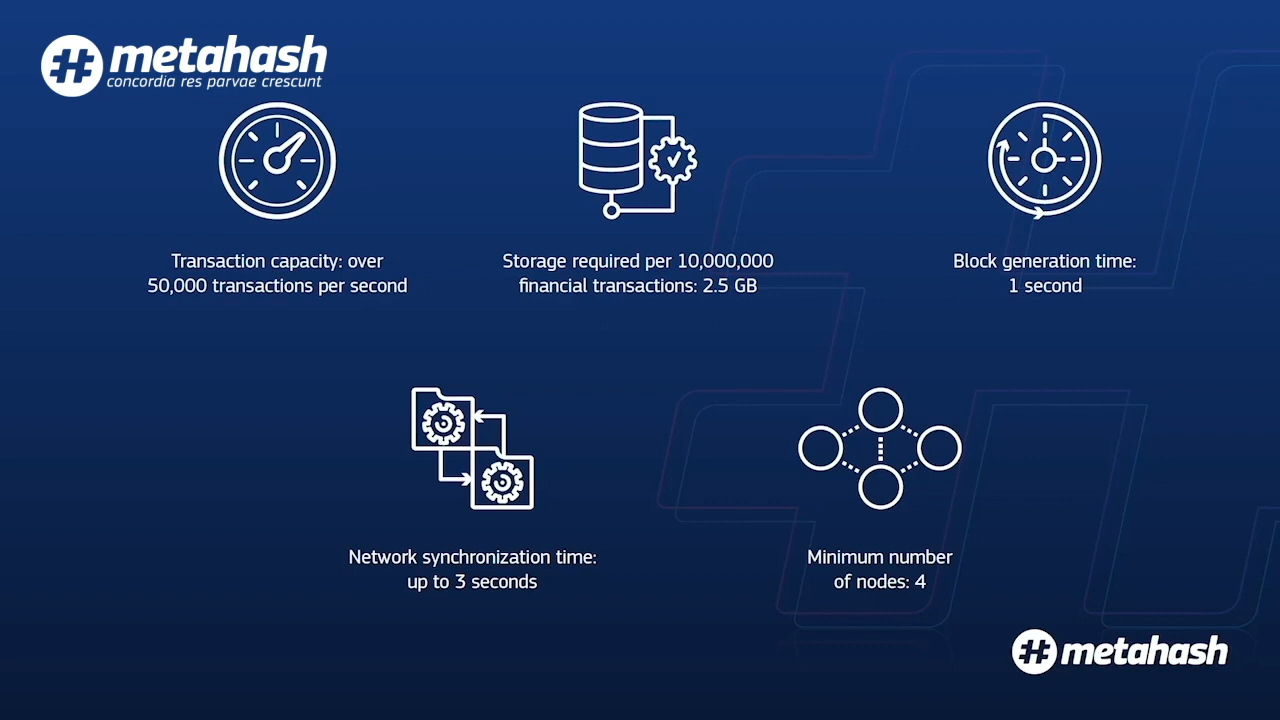 metahash
concordia res parvae crescunt
Transaction capacity: over
50,000 transactions per second
Storage required per 10,000,000
financial transactions: 2.5 GB
Block generation time:
1 second
Network synchronization time:
up to 3 seconds
Minimum number
of nodes: 4
metahash